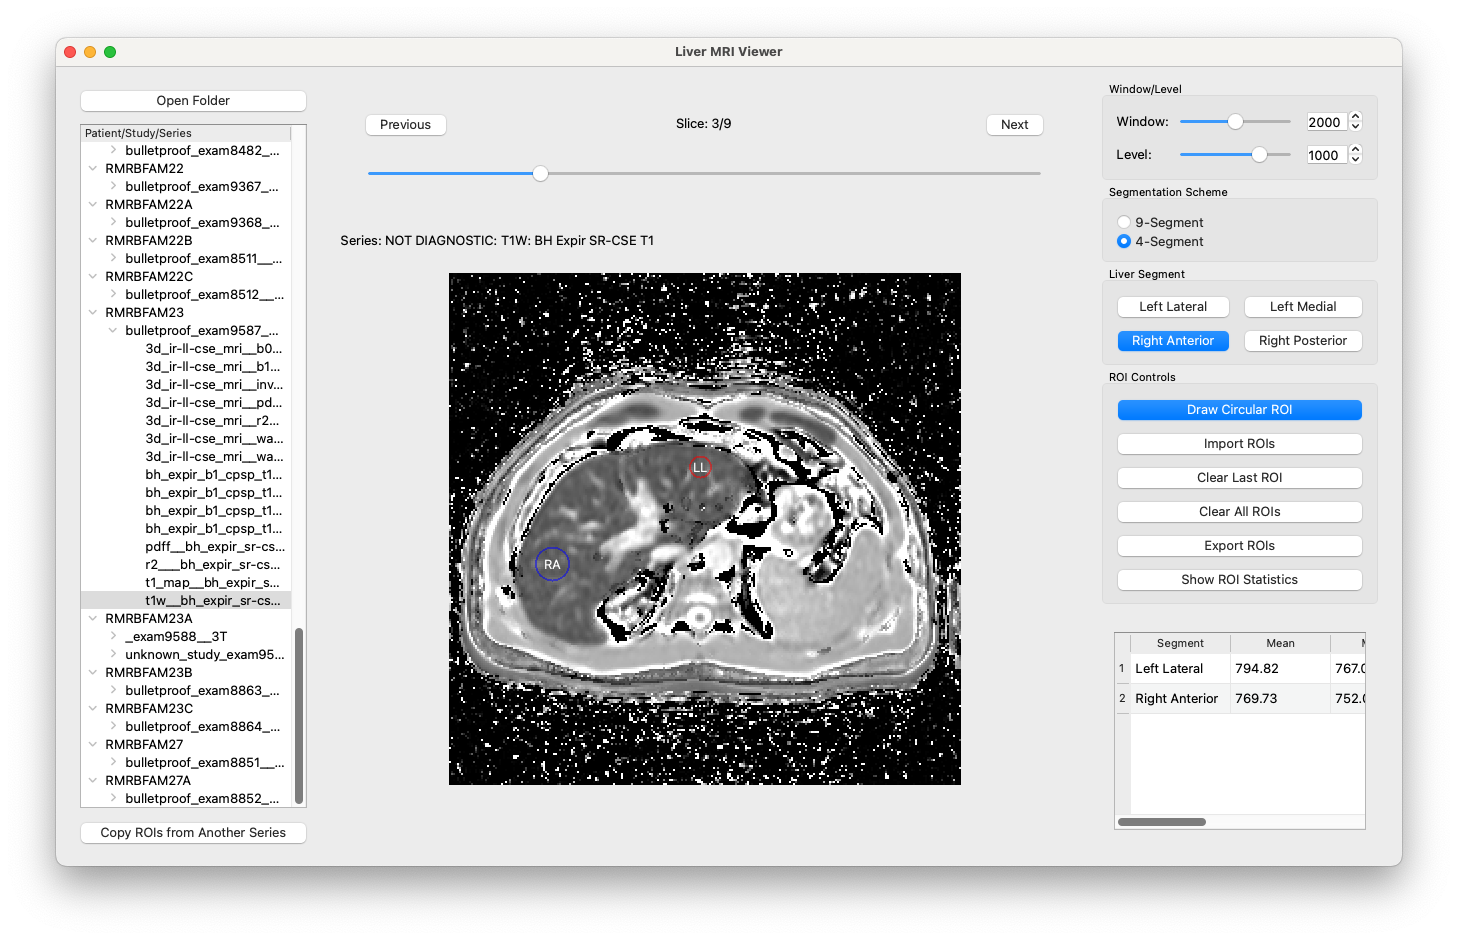 Liver MRI Viewer
Open Folder
Patient/Study/Series
bulletproof_exam8482_...
RMRBFAM22
bulletproof_exam9367_...
RMRBFAM22A
bulletproof_exam9368_...
RMRBFAM22B
bulletproof_exam8511__...
RMRBFAM22C
bulletproof_exam8512__...
RMRBFAM23
bulletproof_exam9587_...
3d_ir-ll-cse_mri__b0...
3d_ir-ll-cse_mri__b1...
3d_ir-ll-cse_mri__inv...
3d_ir-ll-cse_mri__pd...
3d_ir-ll-cse_mri__r2...
3d_ir-ll-cse_mri__wa...
3d_ir-ll-cse_mri__wa...
bh_expir_b1_cpsp_t1...
bh_expir_b1_cpsp_t1...
bh_expir_b1_cpsp_t1...
bh_expir_b1_cpsp_t1...
pdff__bh_expir_sr-cs...
r2___bh_expir_sr-cs...
t1_map__bh_expir_s...
t1w__bh_expir_sr-cs...
RMRBFAM23A
_exam9588__3T
unknown_study_exam95...
RMRBFAM23B
bulletproof_exam8863_...
RMRBFAM23C
bulletproof_exam8864_...
RMRBFAM27
bulletproof_exam8851__...
RMRBFAM27A
bulletproof_exam8852_...
Copy ROIs from Another Series
Previous
Slice: 3/9
Next
Series: NOT DIAGNOSTIC: T1W: BH Expir SR-CSE T1
LL
RA
Window/Level
Window: 2000
Level: 1000
Segmentation Scheme
9-Segment
4-Segment
Liver Segment
Left Lateral Left Medial
Right Anterior Right Posterior
ROI Controls
Draw Circular ROI
Import ROIs
Clear Last ROI
Clear All ROIs
Export ROIs
Show ROI Statistics
Segment Mean
1 Left Lateral 794.82
2 Right Anterior 769.73